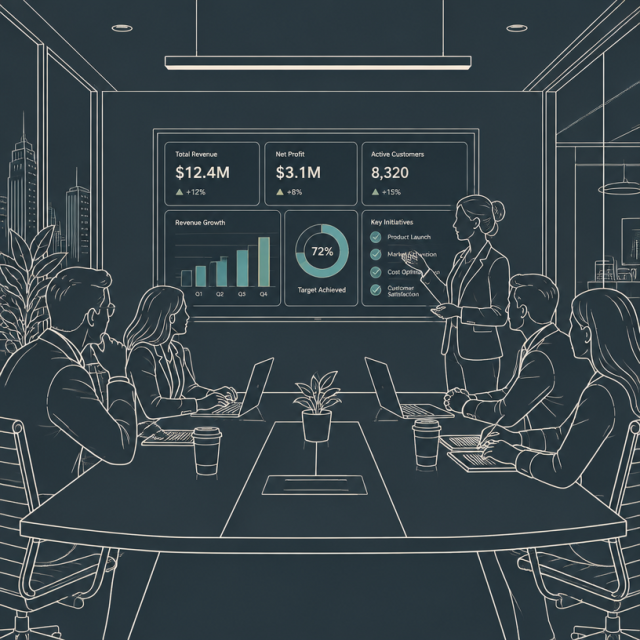 Total Revenue
$12.4M
▲ +12%
Net Profit
$3.1M
▲ +8%
Active Customers
8,320
▲ +15%
Revenue Growth
Q1 Q2 Q3 Q4
72%
Target Achieved
Key Initiatives
Product Launch
Cost
Customer
Satisfaction